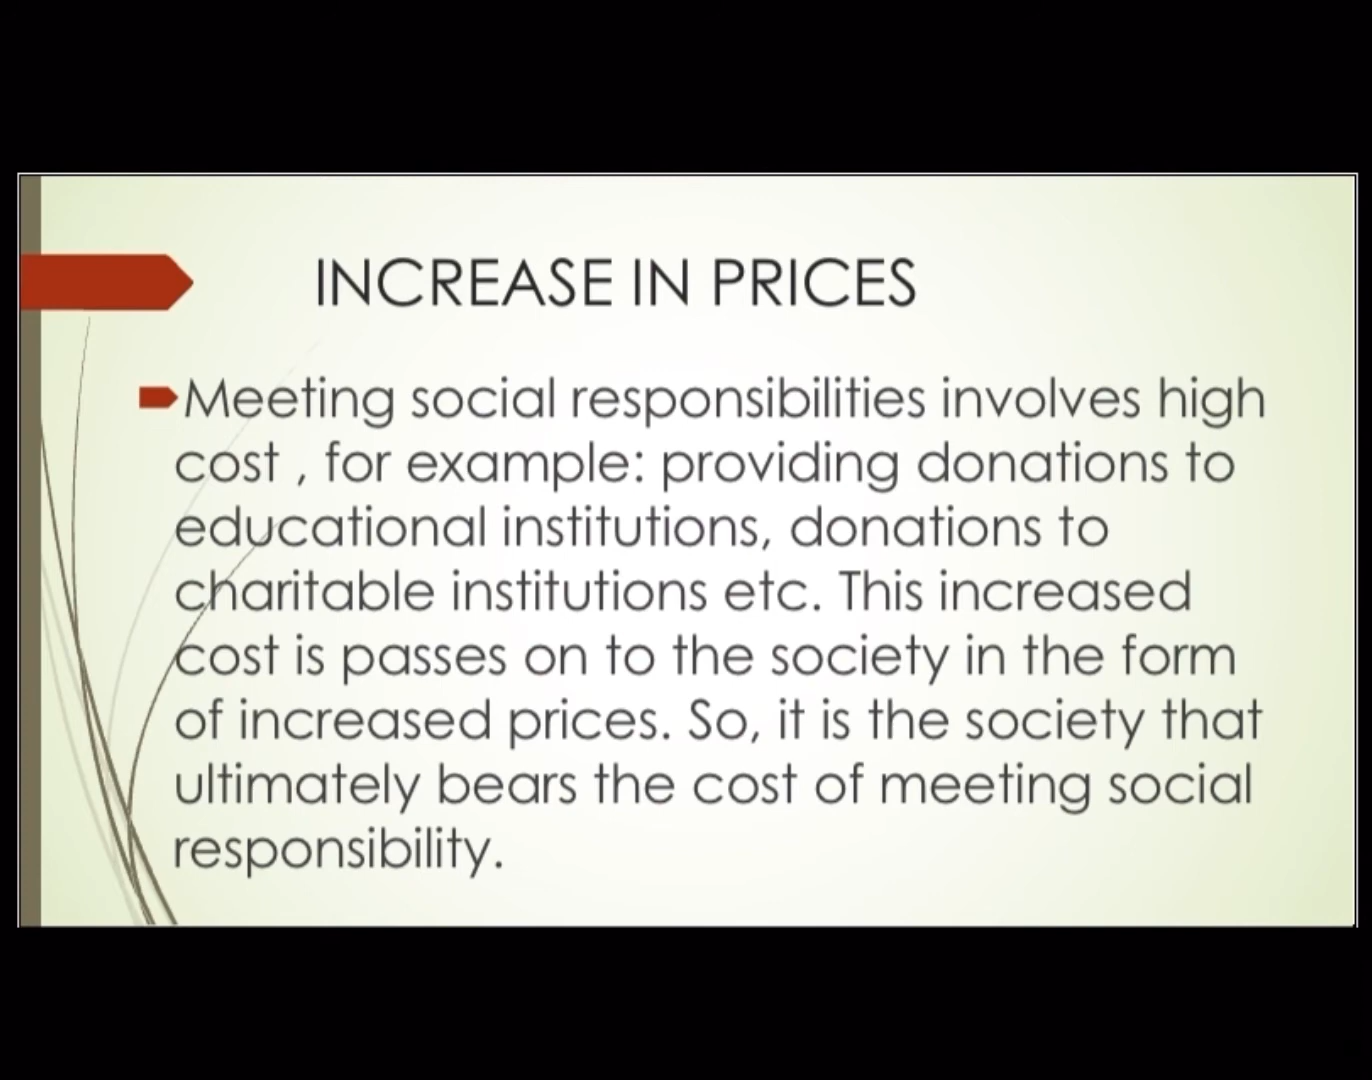 INCREASE IN PRICES
Meeting social responsibilities involves high
cost , for example: providing donations to
educational institutions, donations to
charitable institutions etc. This increased
cost is passes on to the society in the form
of increased prices. So, it is the society that
ultimately bears the cost of meeting social
responsibility.